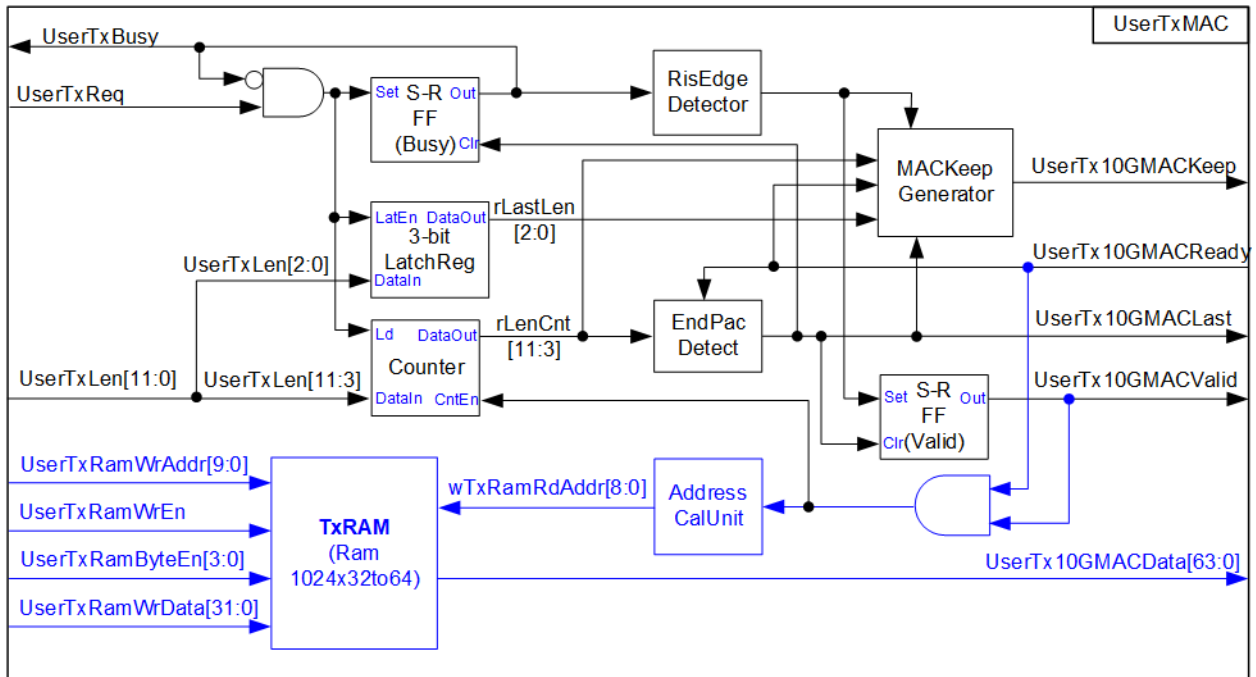 UserTxMAC
UserTxBusy
UserTxReq
Set S-R Out
FF
(Busy) Clr
RisEdge
Detector
MACKeep
Generator
UserTx10GMACKeep
LatEn DataOut
3-bit
LatchReg
DataIn
rLastLen
[2:0]
UserTxLen[2:0]
UserTx10GMACReady
Ld DataOut
Counter
DataIn CntEn
rLenCnt
[11:3]
EndPac
Detect
UserTx10GMACLast
UserTxLen[11:0]
UserTxLen[11:3]
Set S-R Out
FF
Clr(Valid)
UserTx10GMACValid
UserTxRamWrAddr[9:0]
UserTxRamWrEn
UserTxRamByteEn[3:0]
UserTxRamWrData[31:0]
TxRAM
(Ram
1024x32to64)
wTxRamRdAddr[8:0]
Address
CalUnit
UserTx10GMACData[63:0]